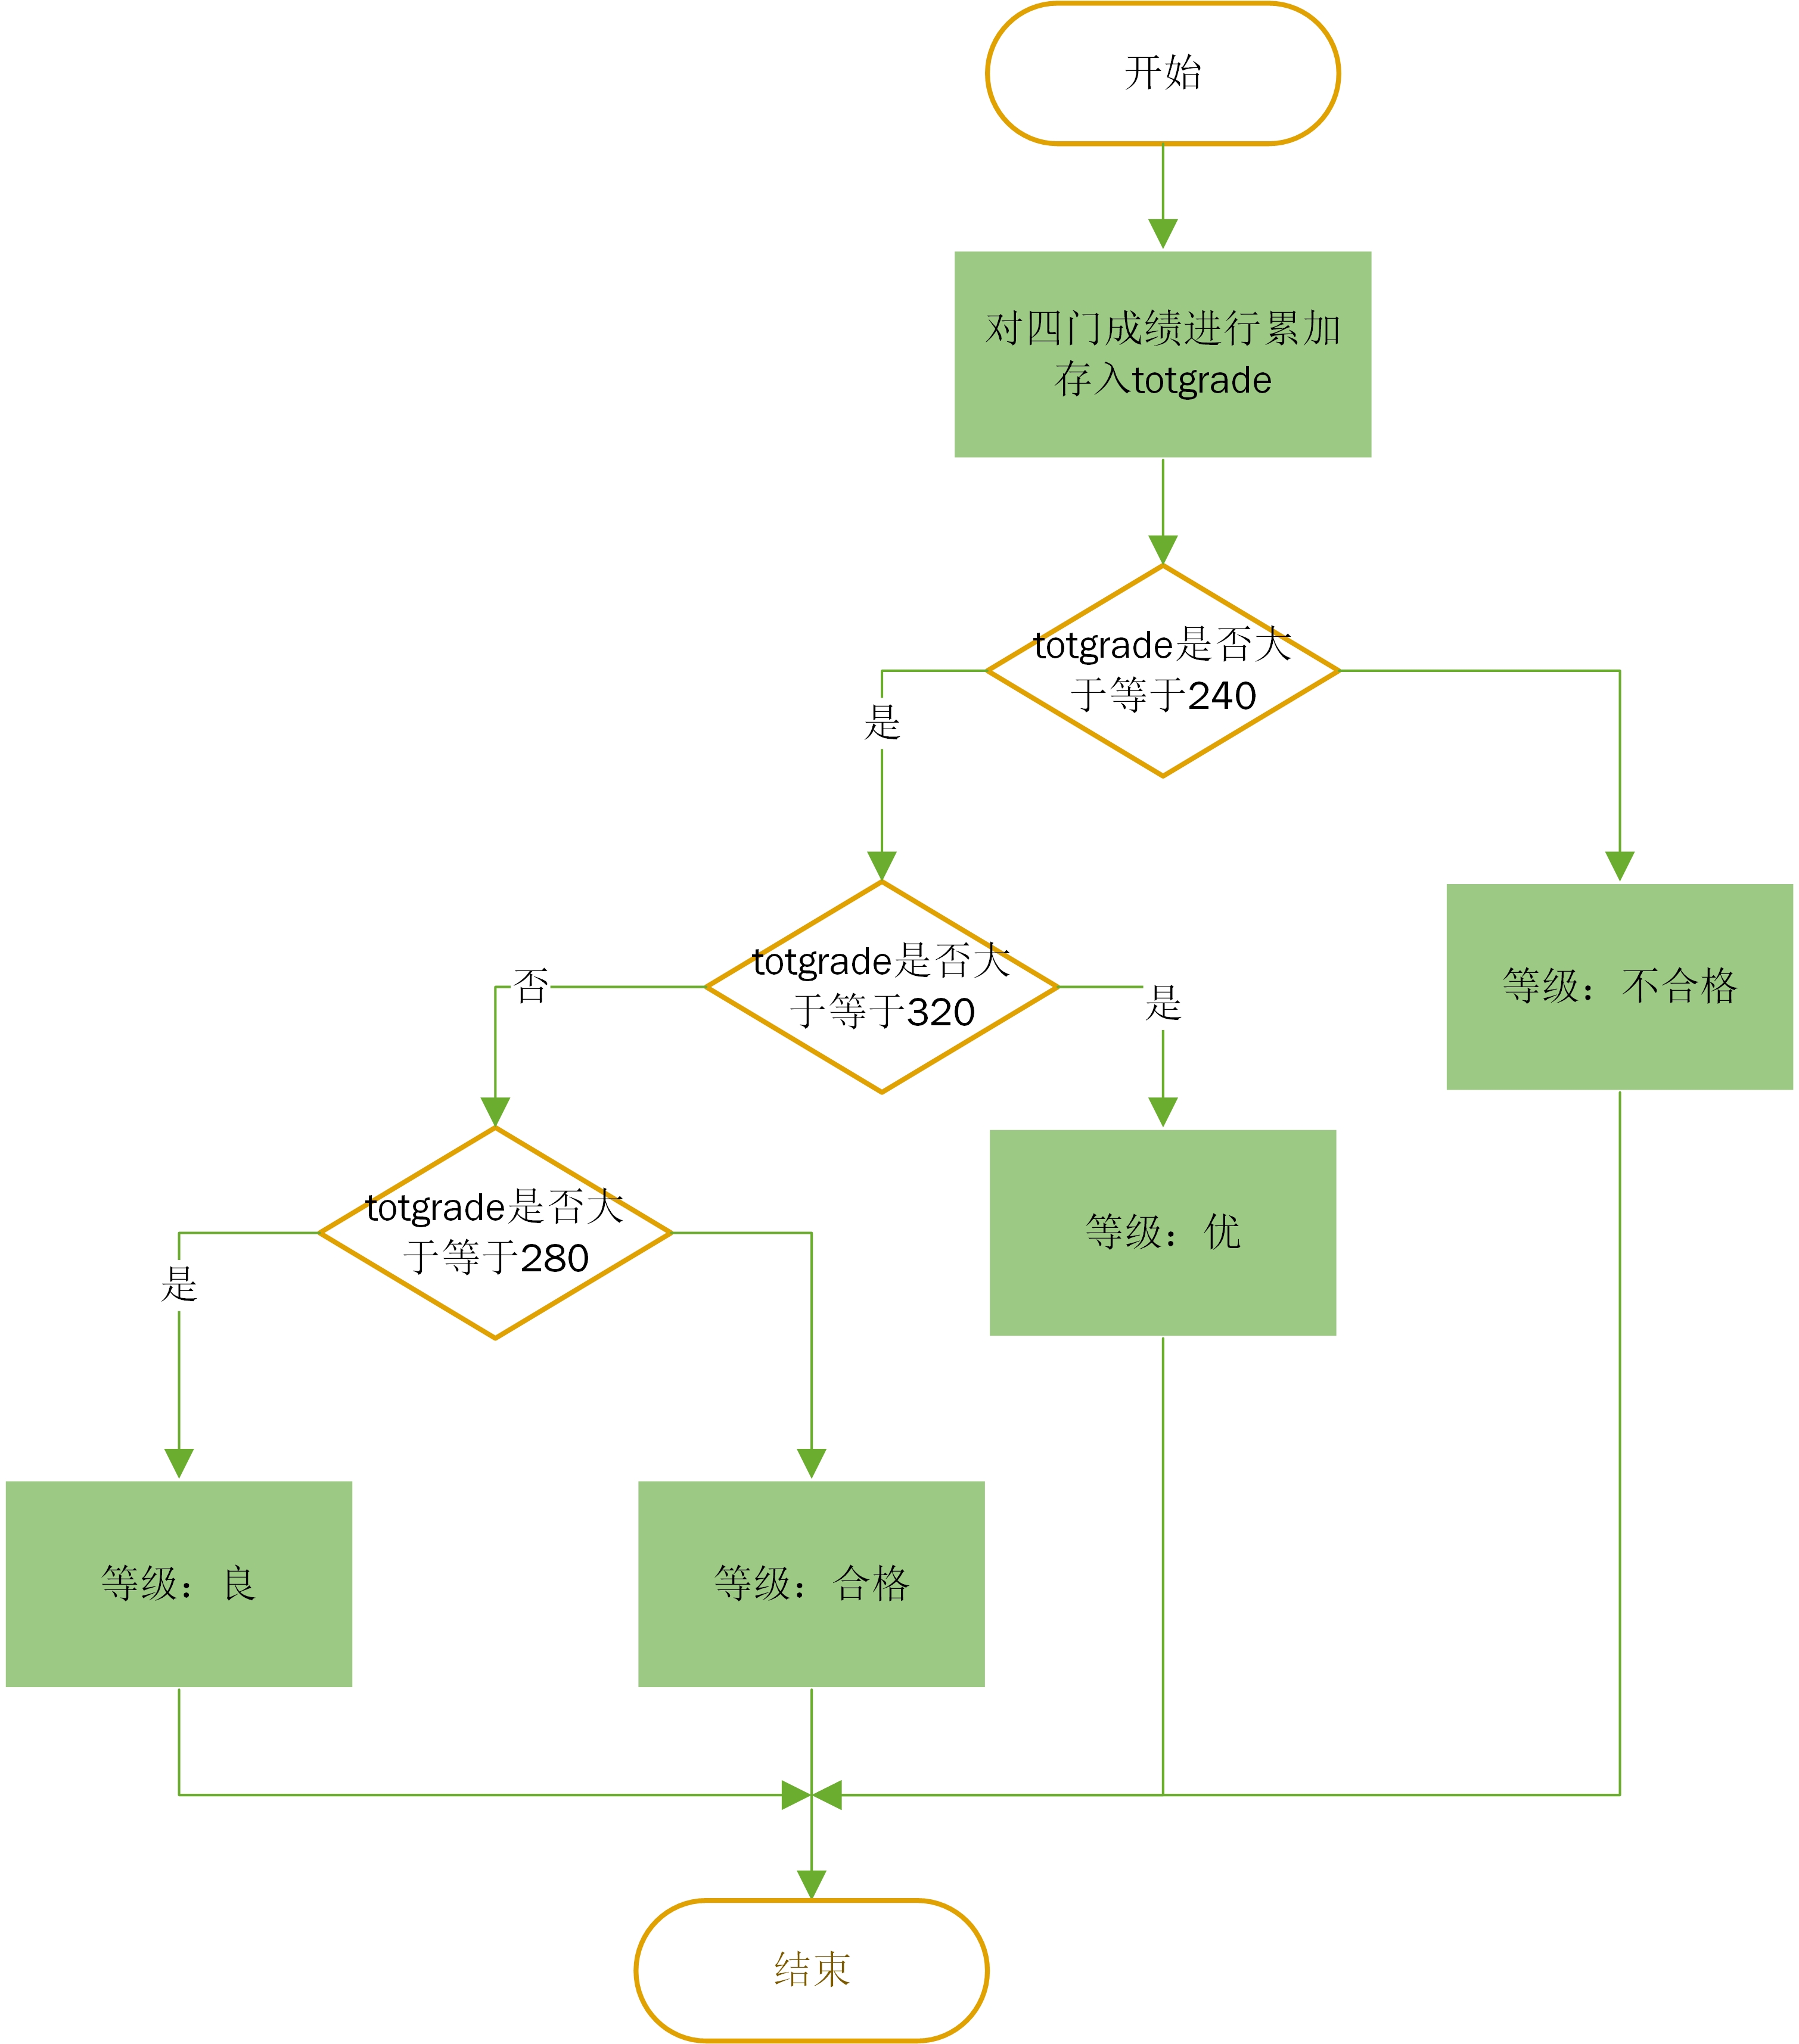 开始
对四门成绩进行累加
存入totgrade
totgrade是否大
于等于240
是
totgrade是否大
于等于320
否
是
等级：不合格
totgrade是否大
于等于280
是
等级：优
等级：良
等级：合格
结束